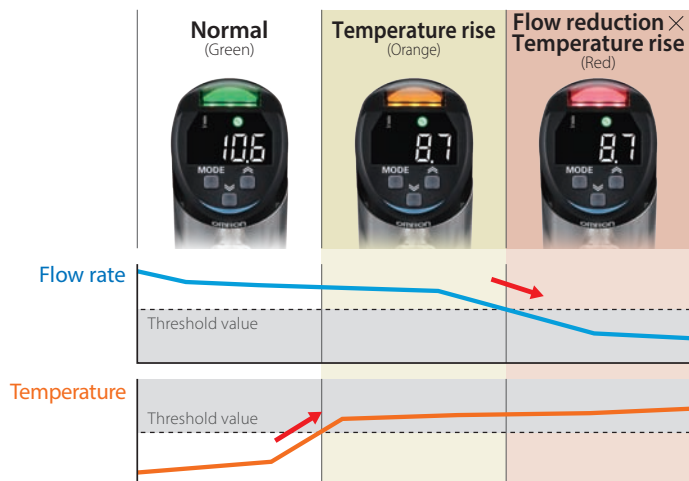 Normal
(Green)
Temperature rise
(Orange)
Flow reduction ×
Temperature rise
(Red)
10.6
MODE
OMRON
8.7
MODE
OMRON
8.7
MODE
OMRON
Flow rate
Threshold value
Temperature
Threshold value